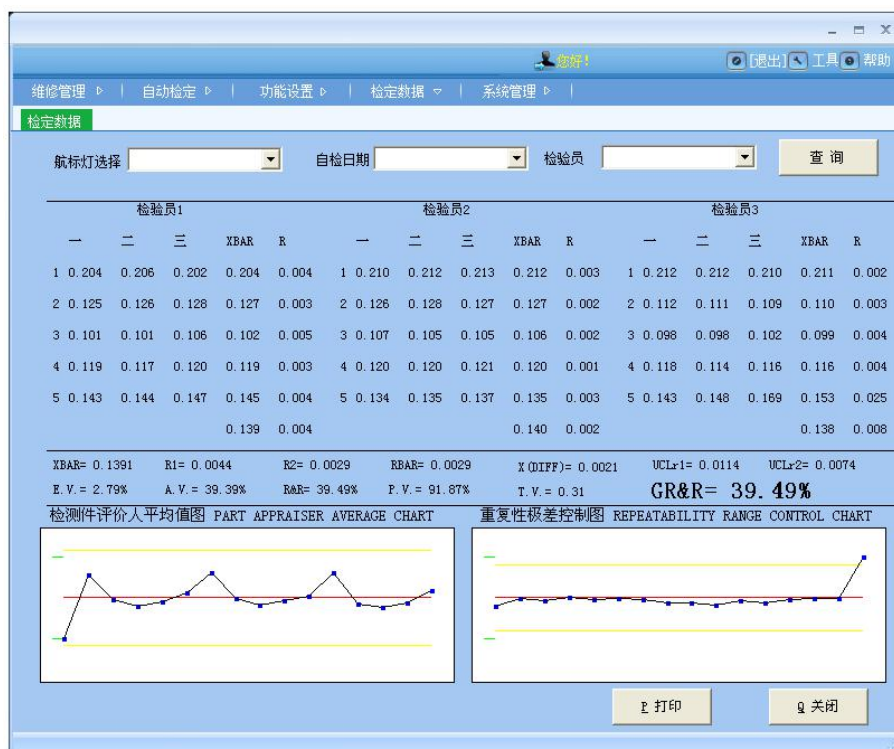 您好! [退出] 工具 帮助
维修管理 自动检定 功能设置 检定数据 系统管理
检定数据
航标灯选择 自检日期 检验员 查 询
检验员1 检验员2 检验员3
一 二 三 XBAR R 一 二 三 XBAR R 一 二 三 XBAR R
1 0.204 0.206 0.202 0.204 0.004 1 0.210 0.212 0.213 0.212 0.003 1 0.212 0.212 0.210 0.211 0.002
2 0.125 0.126 0.128 0.127 0.003 2 0.126 0.128 0.127 0.127 0.002 2 0.112 0.111 0.109 0.110 0.003
3 0.101 0.101 0.106 0.102 0.005 3 0.107 0.105 0.105 0.106 0.002 3 0.098 0.098 0.102 0.099 0.004
4 0.119 0.117 0.120 0.119 0.003 4 0.120 0.120 0.121 0.120 0.001 4 0.118 0.114 0.116 0.116 0.004
5 0.143 0.144 0.147 0.145 0.004 5 0.134 0.135 0.137 0.135 0.003 5 0.143 0.148 0.169 0.153 0.025
0.139 0.004 0.140 0.002 0.138 0.008
XBAR= 0.1391 R1= 0.0044 R2= 0.0029 RBAR= 0.0029 X(DIFF)= 0.0021 UCLr1= 0.0114 UCLr2= 0.0074
E.V.= 2.79% A.V.= 39.39% R&R= 39.49% P.V.= 91.87% T.V.= 0.31 GR&R= 39.49%
检测件评价人平均值图 PART APPRAISER AVERAGE CHART 重复性极差控制图 REPEATABILITY RANGE CONTROL CHART
P 打印 Q 关闭